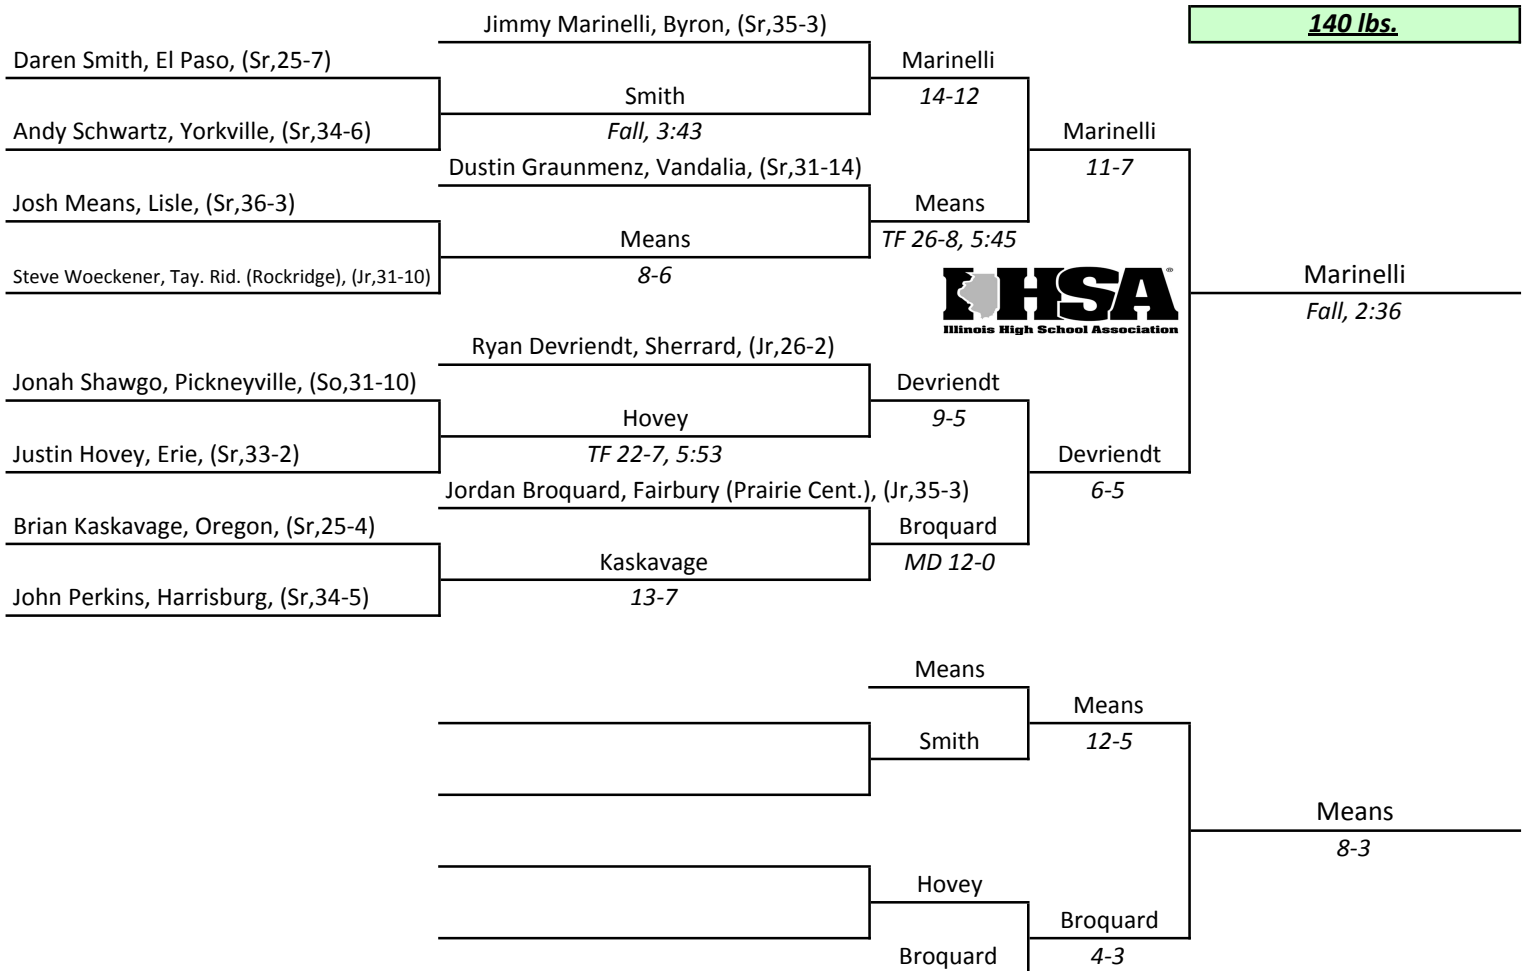 Jimmy Marinelli, Byron, (Sr,35-3)
140 lbs.
Daren Smith, El Paso, (Sr,25-7)
Marinelli
Smith
14-12
Andy Schwartz, Yorkville, (Sr,34-6)
Fall, 3:43
Marinelli
Dustin Graunmenz, Vandalia, (Sr,31-14)
11-7
Josh Means, Lisle, (Sr,36-3)
Means
Means
TF 26-8, 5:45
Steve Woeckener, Tay. Rid. (Rockridge), (Jr,31-10)
8-6
IHSA®
Illinois High School Association
Marinelli
Fall, 2:36
Ryan Devriendt, Sherrard, (Jr,26-2)
Jonah Shawgo, Pickneyville, (So,31-10)
Devriendt
Hovey
9-5
Justin Hovey, Erie, (Sr,33-2)
TF 22-7, 5:53
Devriendt
Jordan Broquard, Fairbury (Prairie Cent.), (Jr,35-3)
6-5
Brian Kaskavage, Oregon, (Sr,25-4)
Broquard
Kaskavage
MD 12-0
John Perkins, Harrisburg, (Sr,34-5)
13-7
Means
Means
Smith
12-5
Means
8-3
Hovey
Broquard
Broquard
4-3